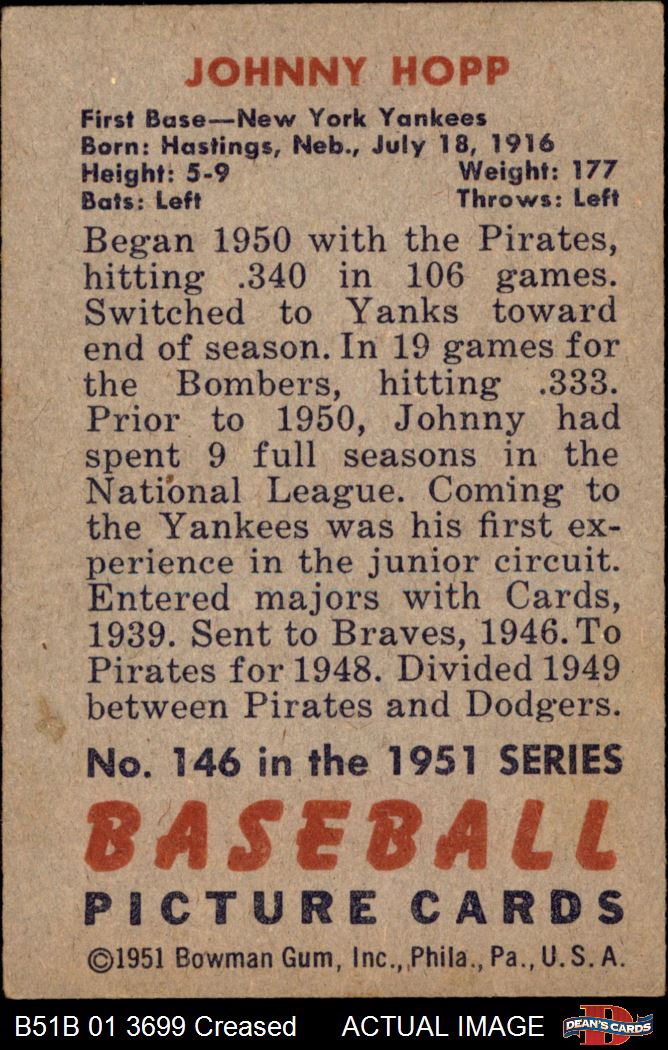 JOHNNY HOPP
First Base—New York Yankees
Born: Hastings, Neb., July 18, 1916
Height: 5-9 Weight: 177
Bats: Left Throws: Left
Began 1950 with the Pirates,
hitting .340 in 106 games.
Switched to Yanks toward
end of season. In 19 games for
the Bombers, hitting .333.
Prior to 1950, Johnny had
spent 9 full seasons in the
National League. Coming to
the Yankees was his first ex-
perience in the junior circuit.
Entered majors with Cards,
1939. Sent to Braves, 1946. To
Pirates for 1948. Divided 1949
between Pirates and Dodgers.
No. 146 in the 1951 SERIES
BASEBALL
PICTURE CARDS
©1951 Bowman Gum, Inc., Phila., Pa., U.S.A.
B51B 01 3699 Creased ACTUAL IMAGE DEAN'S CARDS